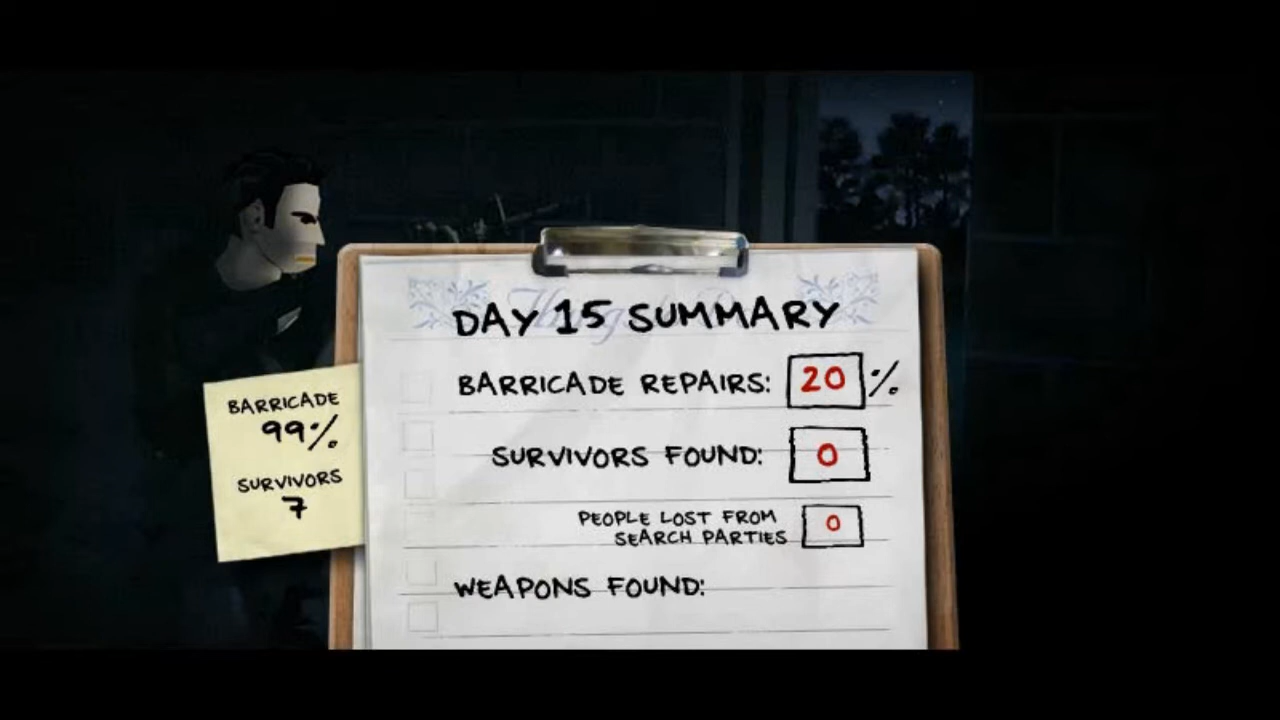 DAY 15 SUMMARY
BARRICADE REPAIRS: 20 %
SURVIVORS FOUND: 0
PEOPLE LOST FROM
SEARCH PARTIES 0
WEAPONS FOUND:
BARRICADE
99%
SURVIVORS
7